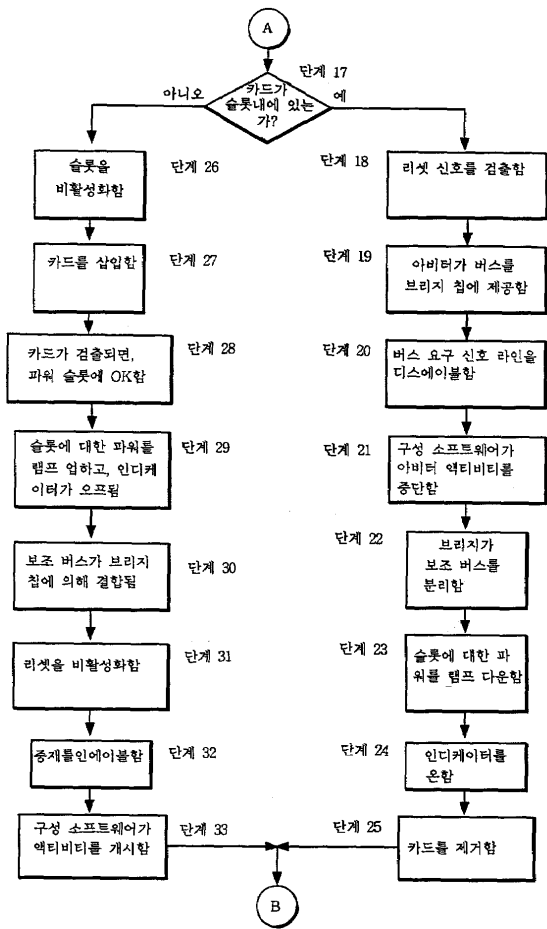 A
단계 17
카드가
슬롯내에 있는
가?
아니오
예
슬롯을
비활성화함
단계 26
카드를 삽입함
단계 27
카드가 검출되면,
파워 슬롯에 OK함
단계 28
슬롯에 대한 파워를
램프 업하고, 인디케
이터가 오프됨
단계 29
보조 버스가 브리지
칩에 의해 결합됨
단계 30
리셋을 비활성화함
단계 31
중재를인에이블함
단계 32
구성 소프트웨어가
액티비티를 개시함
단계 33
단계 18
리셋 신호를 검출함
단계 19
아비터가 버스를
브리지 칩에 제공함
단계 20
버스 요구 신호 라인을
디스에이블함
단계 21
구성 소프트웨어가
아비터 액티비티를
중단함
단계 22
브리지가
보조 버스를
분리함
단계 23
슬롯에 대한 파
워를 램프 다운함
단계 24
인디케이터를
온함
단계 25
카드를 제거함
B